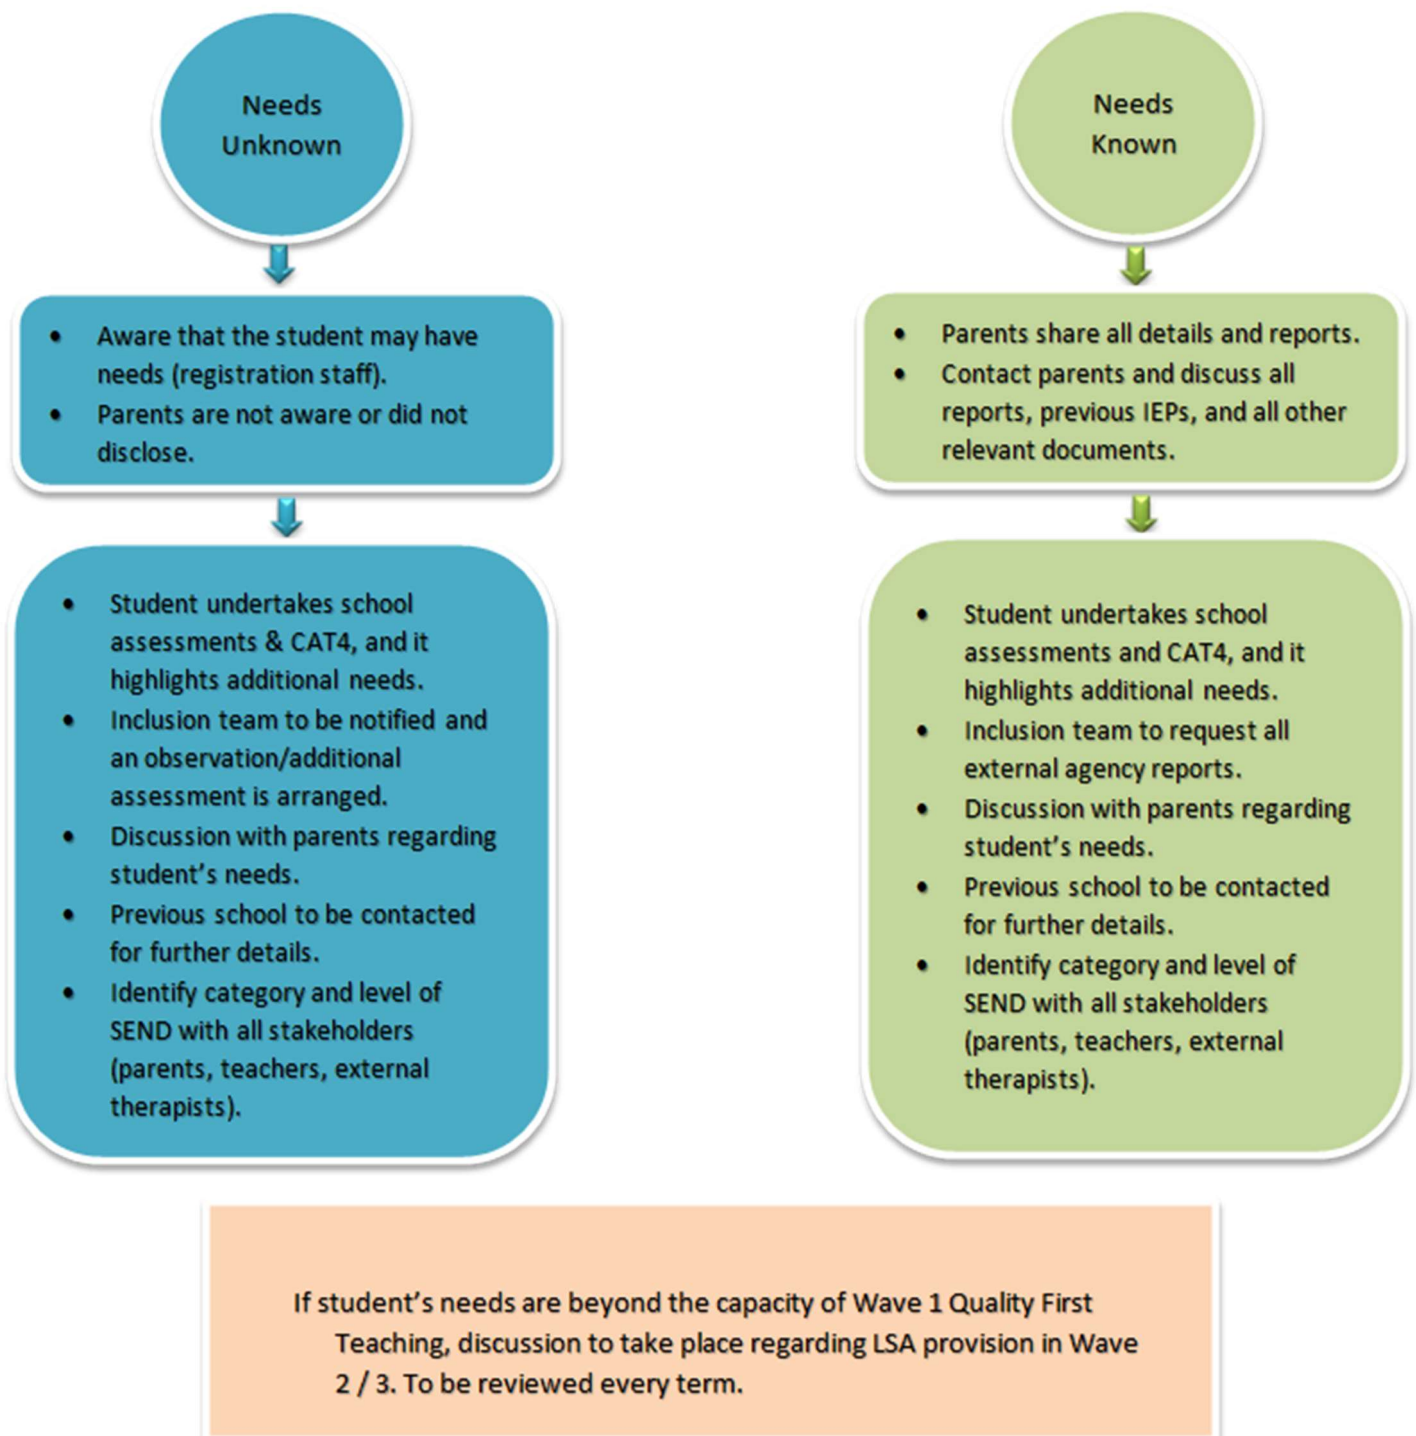 Needs
Unknown
• Aware that the student may have
needs (registration staff).
• Parents are not aware or did not
disclose.
• Student undertakes school
assessments & CAT4, and it
highlights additional needs.
• Inclusion team to be notified and
an observation/additional
assessment is arranged.
• Discussion with parents regarding
student’s needs.
• Previous school to be contacted
for further details.
• Identify category and level of
SEND with all stakeholders
(parents, teachers, external
therapists).
Needs
Known
• Parents share all details and reports.
• Contact parents and discuss all
reports, previous IEPs, and all other
relevant documents.
• Student undertakes school
assessments and CAT4, and it
highlights additional needs.
• Inclusion team to request all
external agency reports.
• Discussion with parents regarding
student’s needs.
• Previous school to be contacted
for further details.
• Identify category and level of
SEND with all stakeholders
(parents, teachers, external
therapists).
If student’s needs are beyond the capacity of Wave 1 Quality First
Teaching, discussion to take place regarding LSA provision in Wave
2 / 3. To be reviewed every term.